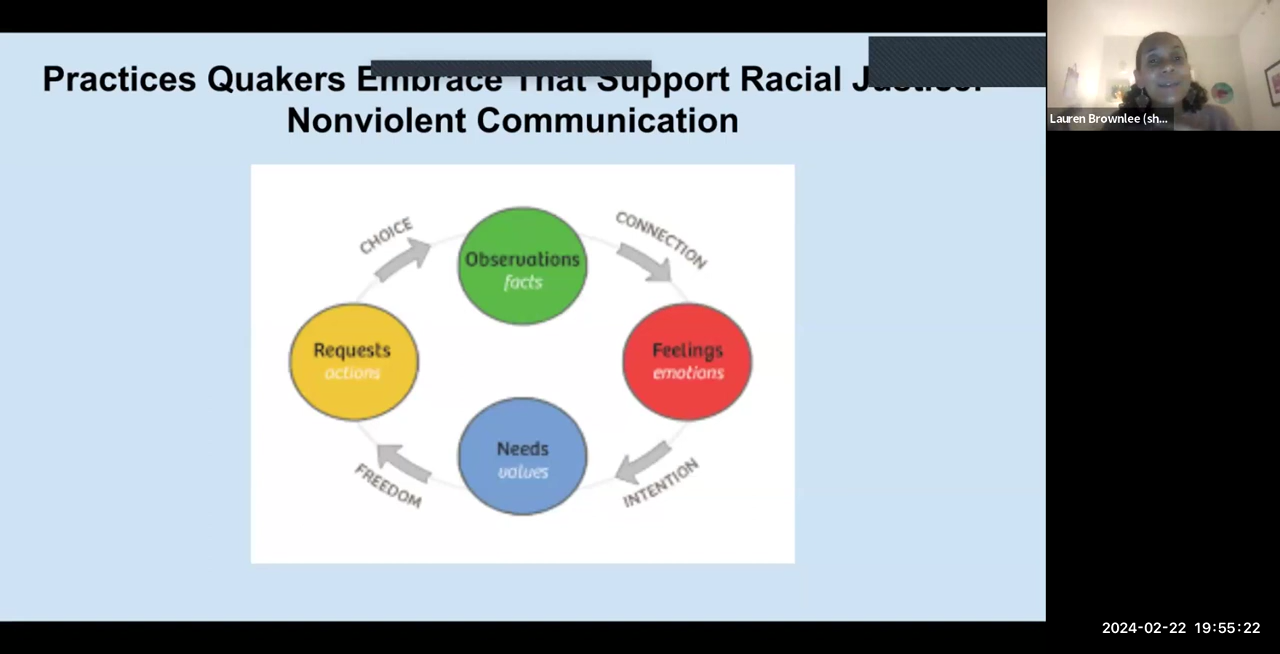 Practices Quakers Embrace That Support Racial
Nonviolent Communication
CHOICE
CONNECTION
Observations
facts
Requests
actions
Feelings
emotions
Needs
values
FREEDOM
INTENTION
Lauren Brownlee (sh...
2024-02-22 19:55:22